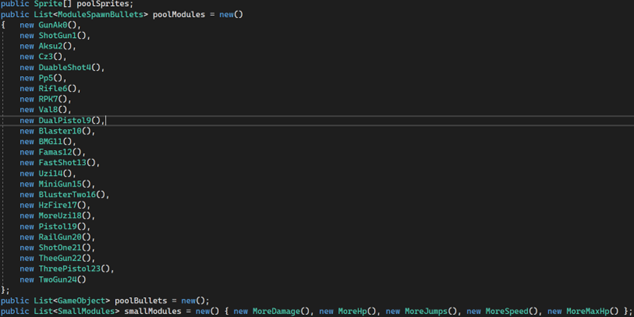 public Sprite[] poolSprites;
public List<ModuleSpawnBullets> poolModules = new()
{ new GunAk0(),
new ShotGun1(),
new Aksu2(),
new Cz3(),
new DuableShot4(),
new Pp5(),
new Rifle6(),
new RPK7(),
new Val8(),
new DualPistol9(),
new Blaster10(),
new BMG11(),
new Famas12(),
new FastShot13(),
new Uzi14(),
new MiniGun15(),
new BlusterTwo16(),
new HzFire17(),
new MoreUzi18(),
new Pistol19(),
new RailGun20(),
new ShotOne21(),
new TheeGun22(),
new ThreePistol23(),
new TwoGun24()
};
public List<GameObject> poolBullets = new();
public List<SmallModules> smallModules = new() { new MoreDamage(), new MoreHp(), new MoreJumps(), new MoreSpeed(), new MoreMaxHp() };